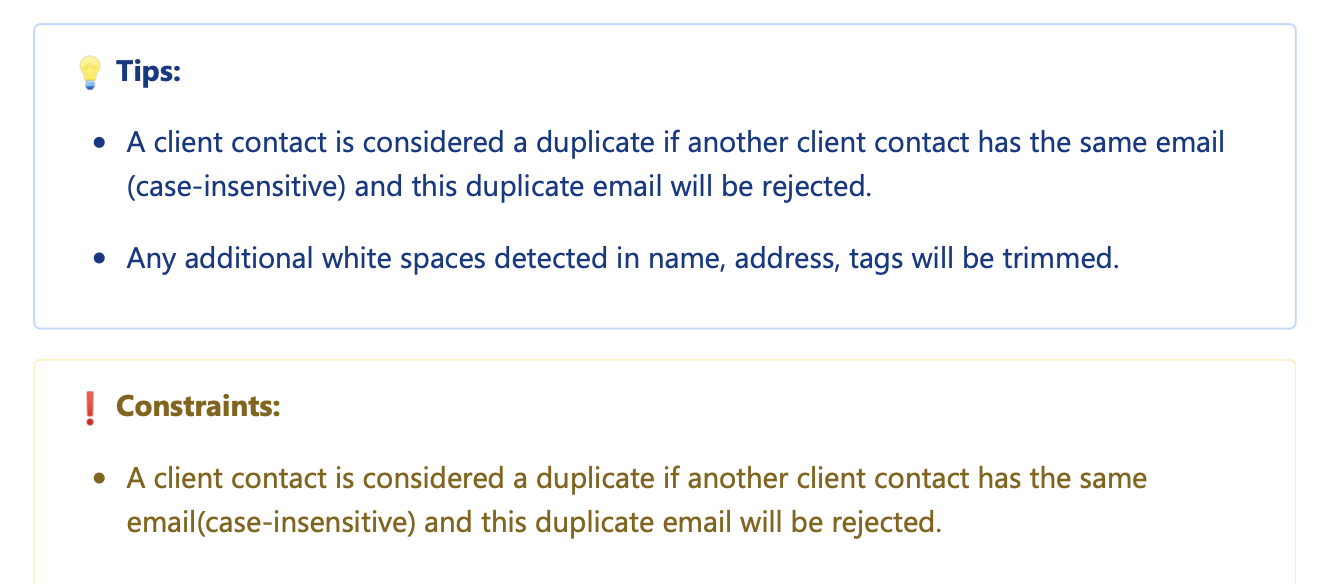 💡 Tips:
• A client contact is considered a duplicate if another client contact has the same email
(case-insensitive) and this duplicate email will be rejected.
• Any additional white spaces detected in name, address, tags will be trimmed.
❗ Constraints:
• A client contact is considered a duplicate if another client contact has the same
email(case-insensitive) and this duplicate email will be rejected.